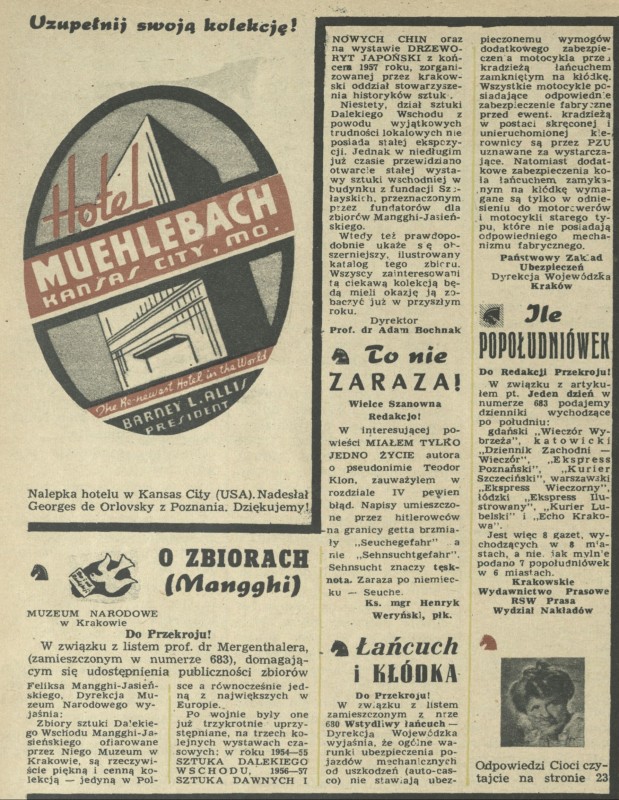 Uzupełnij swoją kolekcję!
Hotel
MUEHLEBACH
KANSAS CITY, MO.
The Re-newest Hotel in the World
BARNEY L. ALLIS
PRESIDENT
Nalepka hotelu w Kansas City (USA). Nadesłał
Georges de Orlovsky z Poznania. Dziękujemy!
O ZBIORACH
(Mangghi)
MUZEUM NARODOWE
w Krakowie
Do Przekroju!
W związku z listem prof. dr Mergenthalera,
(zamieszczonym w numerze 683), domagają-
cym się udostępnienia publiczności zbiorów
Feliksa Mangghi-Jasień-
skiego, Dyrekcja Mu-
zeum Narodowego wy-
jaśnia:
Zbiory sztuki Dalekie-
go Wschodu Mangghi-Ja-
sieńskiego ofiarowane
przez Niego Muzeum w
Krakowie, są rzeczywi-
ście piękną i cenną ko-
lekcją — jedyną w Pol-
sce a równocześnie jed-
ną z największych w
Europie.
Po wojnie były one
już trzykrotnie uprzy-
stępniane, na trzech ko-
lejnych wystawach cza-
sowych; w roku 1954—55
SZTUKA DALEKIEGO
WSCHODU, 1956—57
SZTUKA DAWNYCH I
NOWYCH CHIN oraz
na wystawie DRZEWO-
RYT JAPOŃSKI z koń-
cem 1957 roku, zorgani-
zowanej przez krakow-
ski oddział stowarzysze-
nia historyków sztuki.
Niestety, dział sztuki
Dalekiego Wschodu z
powodu wyjątkowych
trudności lokalowych nie
posiada stałej ekspozy-
cji. Jednak w niedługim
już czasie przewidziano
otwarcie stałej wysta-
wy sztuki wschodniej w
budynku z fundacji Szo-
łayskich, przeznaczonym
przez fundatorów dla
zbiorów Mangghi-Jasień-
skiego.
Wtedy też prawdopo-
dobnie ukaże się ob-
szerniejszy, ilustrowany
katalog tego zbioru.
Wszyscy zainteresowani
tą ciekawą kolekcją bę-
dą mieli okazję ją zo-
baczyć już w przyszłym
roku.
Dyrektor
Prof. dr Adam Bochnak
To nie
ZARAZA!
Wielce Szanowna
Redakcjo!
W interesującej po-
wieści MIAŁEM TYLKO
JEDNO ŻYCIE autora
o pseudonimie Teodor
Klon, zauważyłem w
rozdziale IV pewien
błąd. Napisy umieszczo-
ne przez hitlerowców
na granicy getta brzmia-
ły „Seuchegefahr" a
nie „Sehnsuchtgefahr".
Sehnsucht znaczy tęsk-
nota. Zaraza po niemiec-
ku — Seuche.
Ks. mgr Henryk
Weryński, płk.
Łańcuch
i KŁÓDKA
Do Przekroju!
W związku z listem
zamieszczonym z nrze
680 Wstydliwy łańcuch —
Dyrekcja Wojewódzka
wyjaśnia, że ogólne wa-
runki ubezpieczenia po-
jazdów mechanicznych
od uszkodzeń (auto-cas-
co) nie stawiają ubez-
pieczonemu wymogów
dodatkowego zabezpie-
czenia motocykla przed
kradzieżą łańcuchem
zamkniętym na kłódkę.
Wszystkie motocykle po-
siadające odpowiednie
zabezpieczenie fabryczne
przed ewent. kradzieżą
w postaci skręconej i
unieruchomionej kie-
rownicy są przez PZU
uznawane za wystarcza-
jące. Natomiast dodat-
kowe zabezpieczenia ko-
ła łańcuchem zamyka-
nym na kłódkę wyma-
gane są tylko w odnie-
sieniu do motorowerów
i motocykli starego ty-
pu, które nie posiadają
odpowiedniego mecha-
nizmu fabrycznego.
Państwowy Zakład
Ubezpieczeń
Dyrekcja Wojewódzka
Kraków
Ile
POPOŁUDNIÓWEK
Do Redakcji Przekroju!
W związku z artyku-
łem pt. Jeden dzień w
numerze 683 podajemy
dzienniki wychodzące
po południu:
gdański „Wieczór Wy-
brzeża", katowicki
„Dziennik Zachodni —
Wieczór", „Ekspress
Poznański", „Kurier
Szczeciński", warszawski
„Ekspress Wieczorny",
łódzki „Ekspress Ilu-
strowany", „Kurier Lu-
belski" i „Echo Krako-
wa".
Jest więc 8 gazet, wy-
chodzących w 8 mia-
stach, a nie, jak mylnie
podano 7 popołudniówek
w 6 miastach.
Krakowskie
Wydawnictwo Prasowe
RSW Prasa
Wydział Nakładów
Odpowiedzi Cioci czy-
tajcie na stronie 23